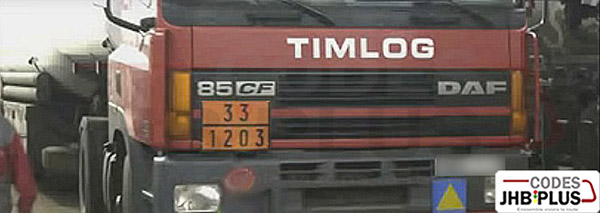 TIMLOG
85CF DAF
33
1203
CODES
JHB PLUS